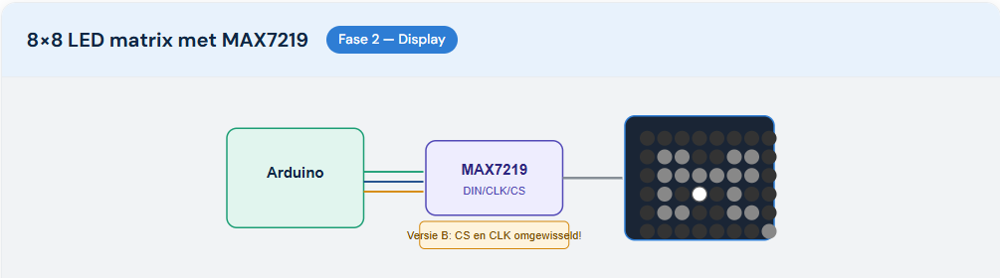 8×8 LED matrix met MAX7219
Fase 2 — Display
Arduino
MAX7219
DIN/CLK/CS
Versie B: CS en CLK omgewisseld!